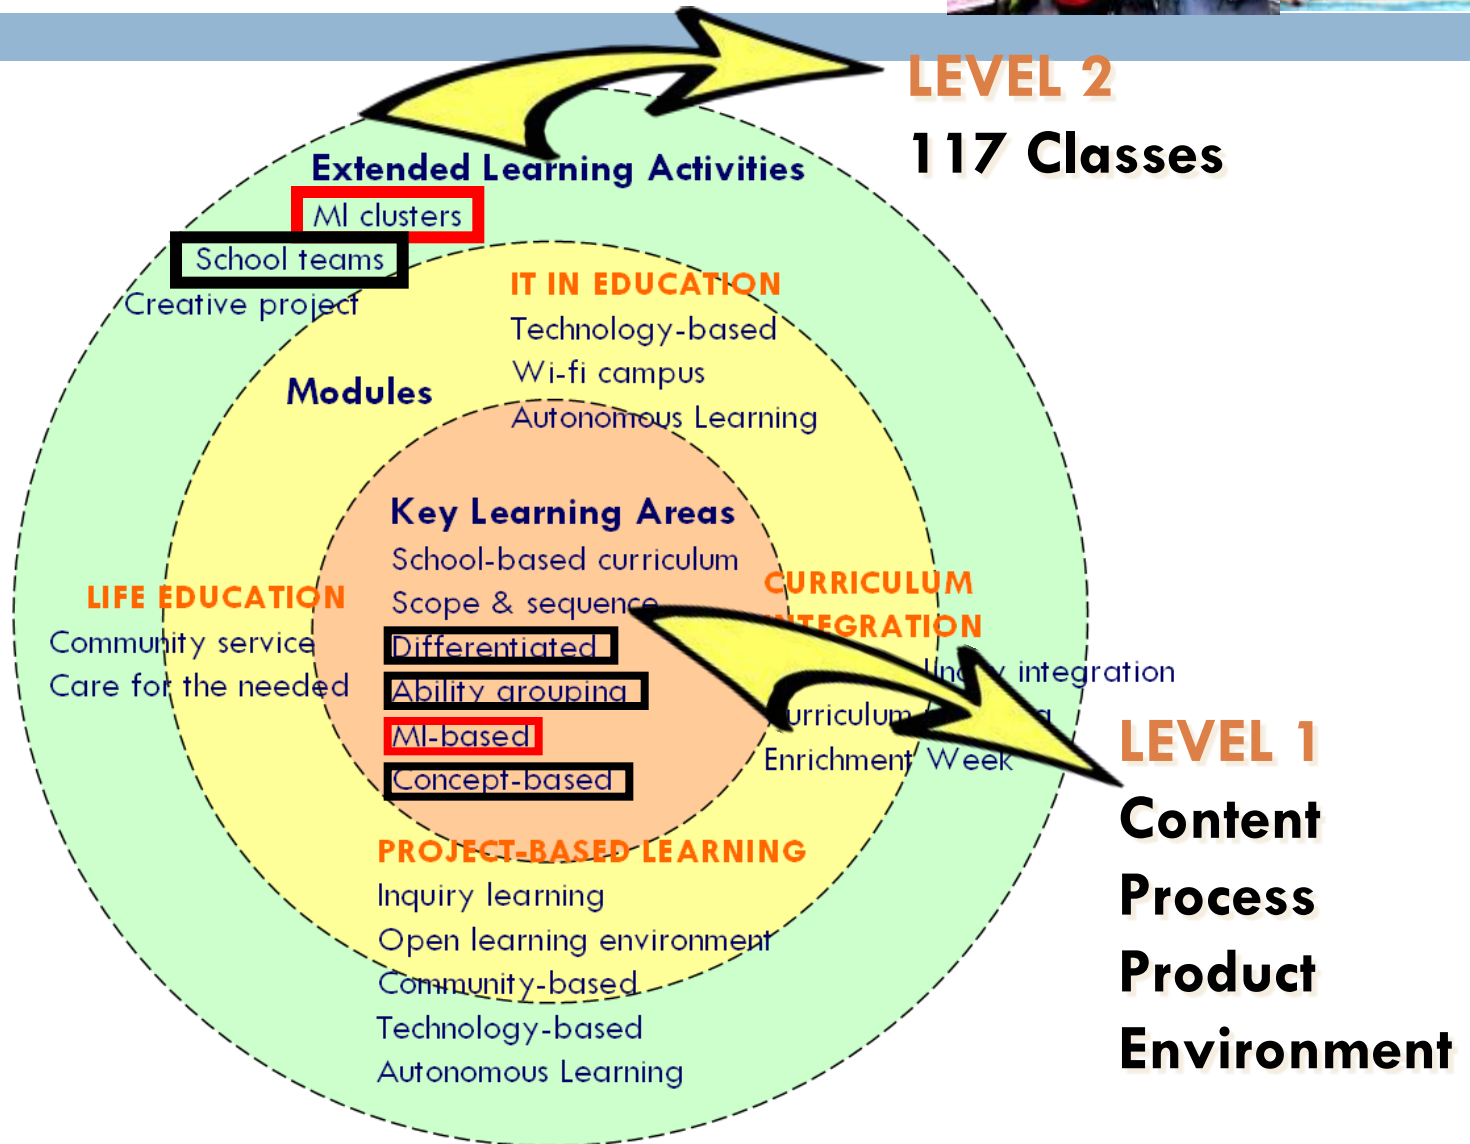 LEVEL 2
117 Classes
Extended Learning Activities
MI clusters
School teams
Creative project
IT IN EDUCATION
Technology-based
Wi-fi campus
Autonomous Learning
Modules
Key Learning Areas
School-based curriculum
Scope & sequence
Differentiated
Ability grouping
MI-based
Concept-based
LIFE EDUCATION
Community service
Care for the needed
CURRICULUM
INTEGRATION
integration
Curriculum
Enrichment Week
PROJECT-BASED LEARNING
Inquiry learning
Open learning environment
Community-based
Technology-based
Autonomous Learning
LEVEL 1
Content
Process
Product
Environment